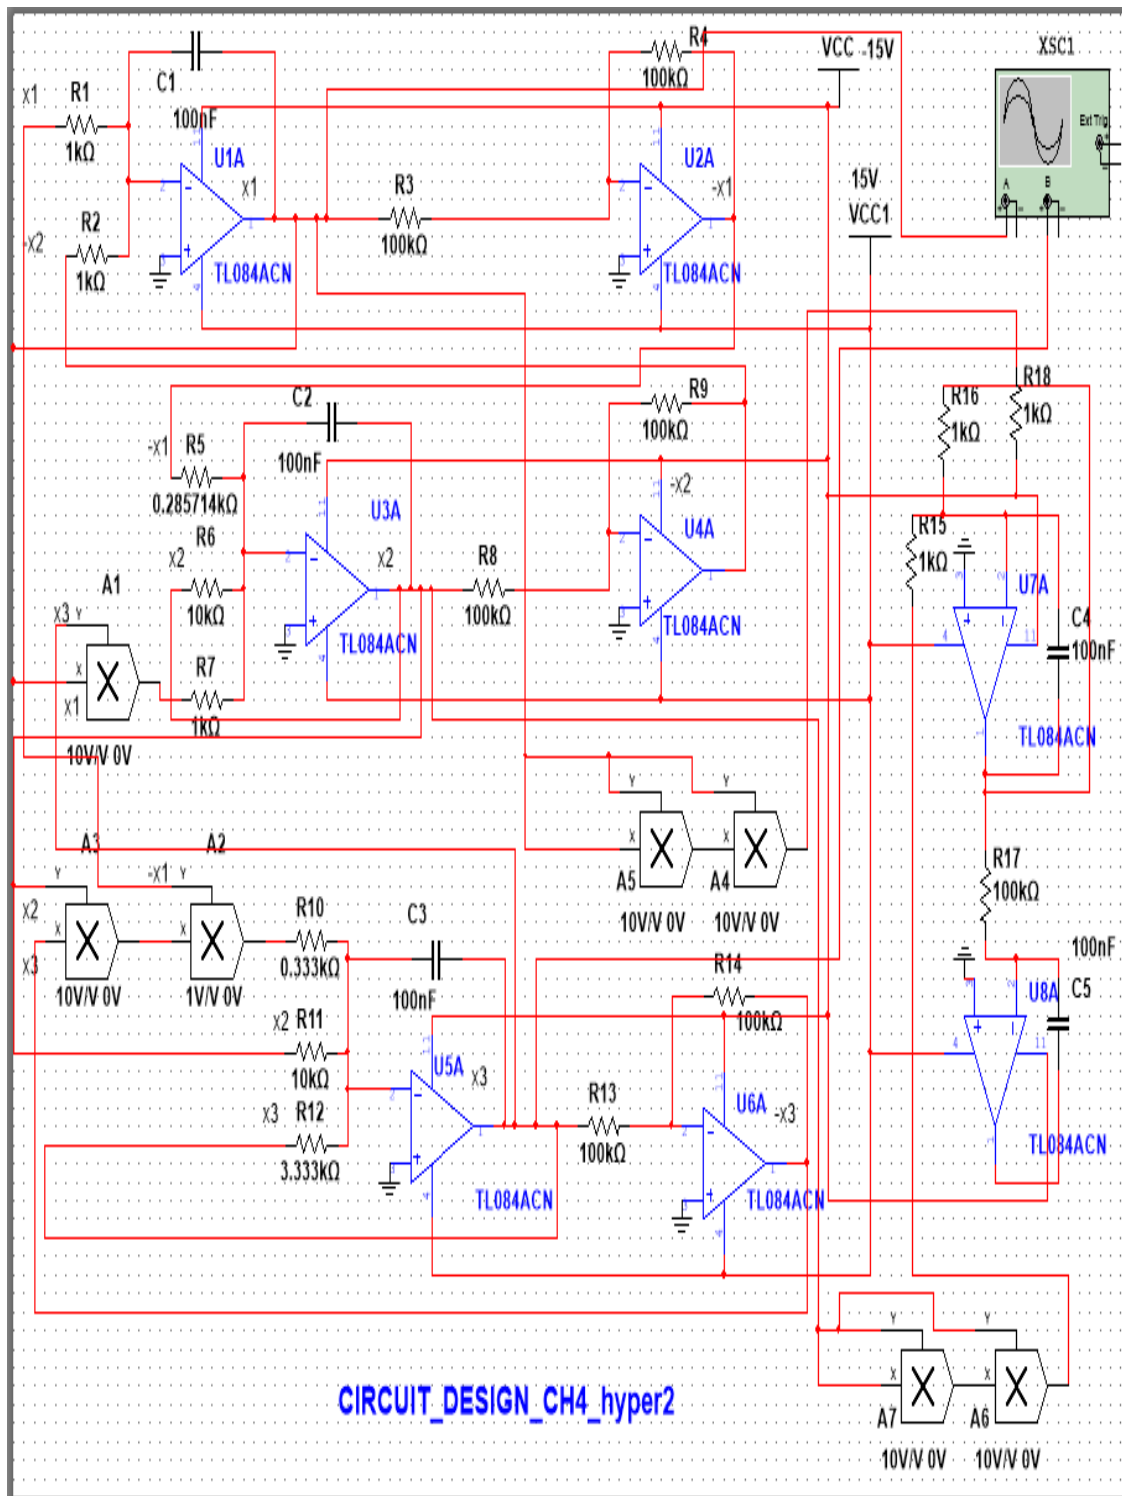 R4
100kΩ
VCC -15V
XSC1
C1
100nF
x1
R1
1kΩ
Ext Trig
A
B
U1A
x1
TL084ACN
R2
-x2
1kΩ
R3
100kΩ
U2A
-x1
TL084ACN
15V
VCC1
C2
100nF
R9
100kΩ
R16
1kΩ
R18
1kΩ
-x1
R5
0.285714kΩ
R6
x2
10kΩ
U3A
x2
TL084ACN
R8
100kΩ
-x2
U4A
TL084ACN
R15
1kΩ
U7A
TL084ACN
C4
100nF
A1
x3 Y
X
x1
10V/V 0V
R7
1kΩ
Y
X
A5
10V/V 0V
Y
X
A4
10V/V 0V
R17
100kΩ
A3
Y
x2
X
x3
10V/V 0V
A2
-x1 Y
X
1V/V 0V
R10
0.333kΩ
C3
100nF
R14
100kΩ
100nF
C5
U8A
TL084ACN
x2 R11
10kΩ
x3 R12
3.333kΩ
U5A
x3
TL084ACN
R13
100kΩ
U6A
-x3
TL084ACN
Y
X
A7
10V/V 0V
Y
X
A6
10V/V 0V
CIRCUIT_DESIGN_CH4_hyper2